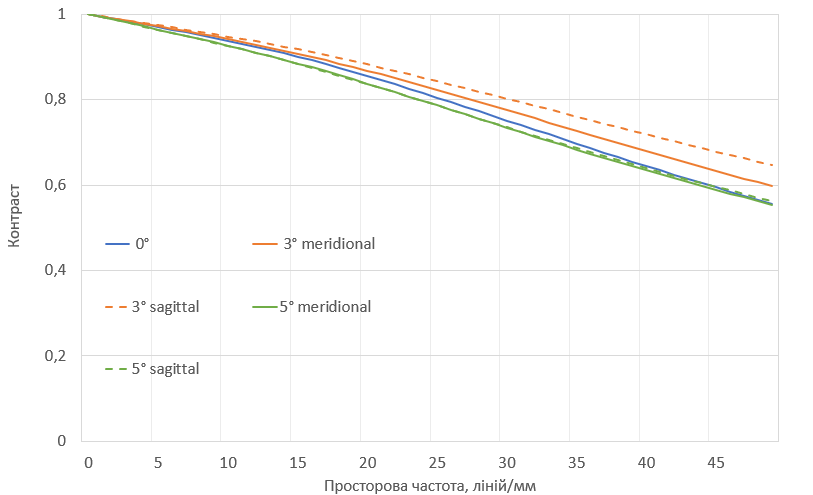 1
0,8
0,6
0,4
0,2
0
Контраст
0°
3° meridional
3° sagittal
5° meridional
5° sagittal
0 5 10 15 20 25 30 35 40 45
Просторова частота, ліній/мм